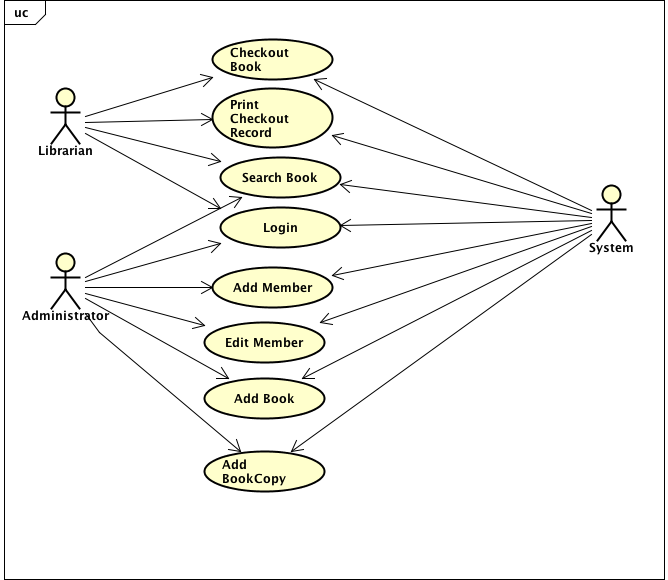 uc
Checkout
Book
Print
Checkout
Record
Librarian
Search Book
Login
System
Add Member
Administrator
Edit Member
Add Book
Add
BookCopy